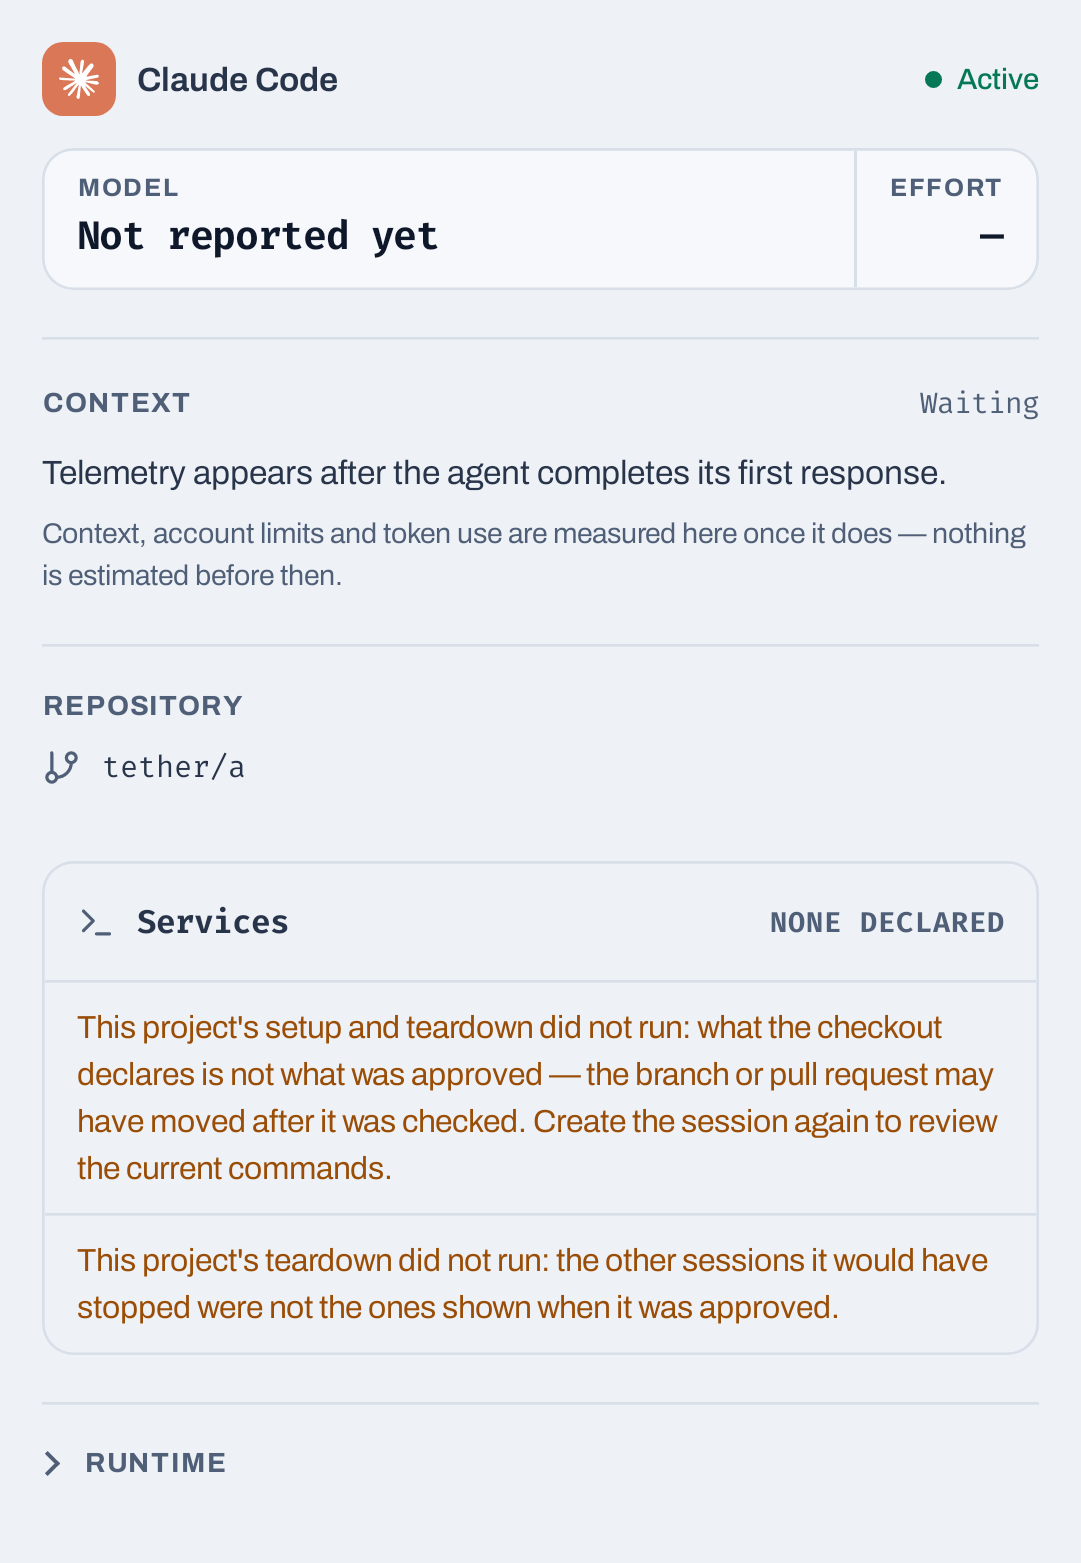 Claude Code
Active
MODEL
EFFORT
Not reported yet
—
CONTEXT
Waiting
Telemetry appears after the agent completes its first response.
Context, account limits and token use are measured here once it does — nothing
is estimated before then.
REPOSITORY
tether/a
Services
NONE DECLARED
This project's setup and teardown did not run: what the checkout
declares is not what was approved — the branch or pull request may
have moved after it was checked. Create the session again to review
the current commands.
This project's teardown did not run: the other sessions it would have
stopped were not the ones shown when it was approved.
RUNTIME